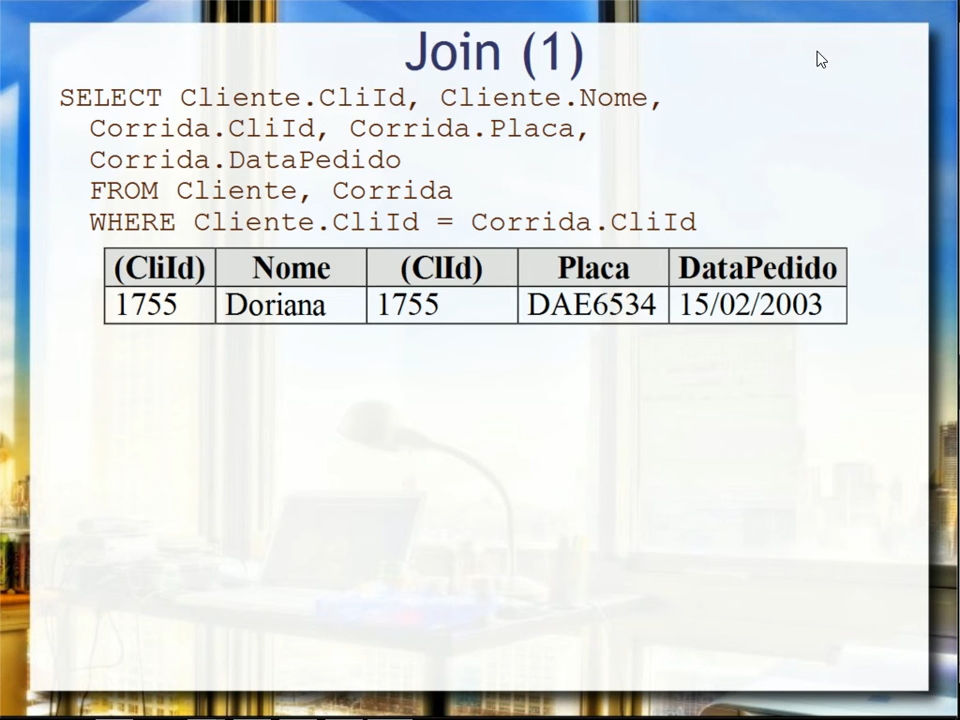 Join (1)
SELECT Cliente.CliId, Cliente.Nome,
Corrida.CliId, Corrida.Placa,
Corrida.DataPedido
FROM Cliente, Corrida
WHERE Cliente.CliId = Corrida.CliId
(CliId) Nome (ClId) Placa DataPedido
1755 Doriana 1755 DAE6534 15/02/2003